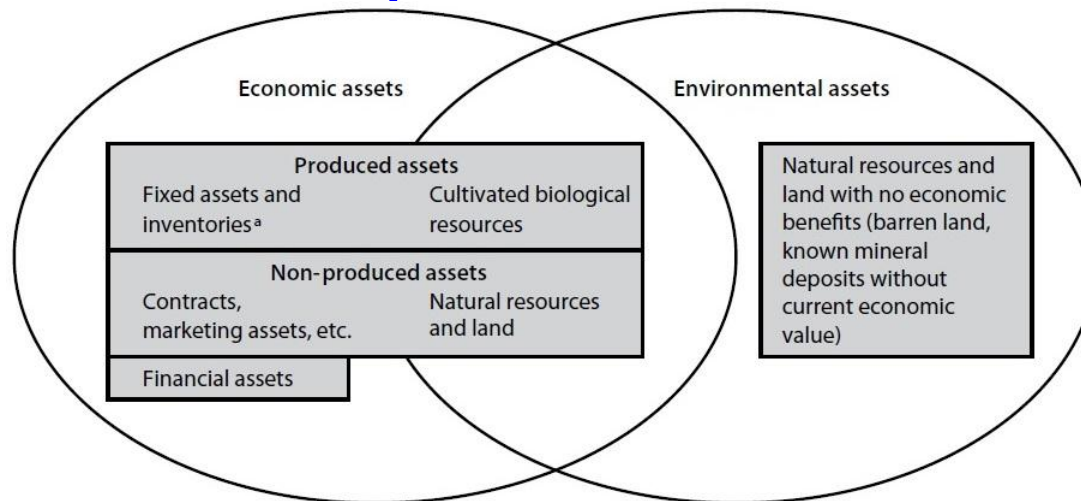 Economic assets
Environmental assets
Produced assets
Fixed assets and
inventoriesᵃ
Cultivated biological
resources
Non-produced assets
Contracts,
marketing assets, etc.
Natural resources
and land
Financial assets
Natural resources and
land with no economic
benefits (barren land,
known mineral
deposits without
current economic
value)